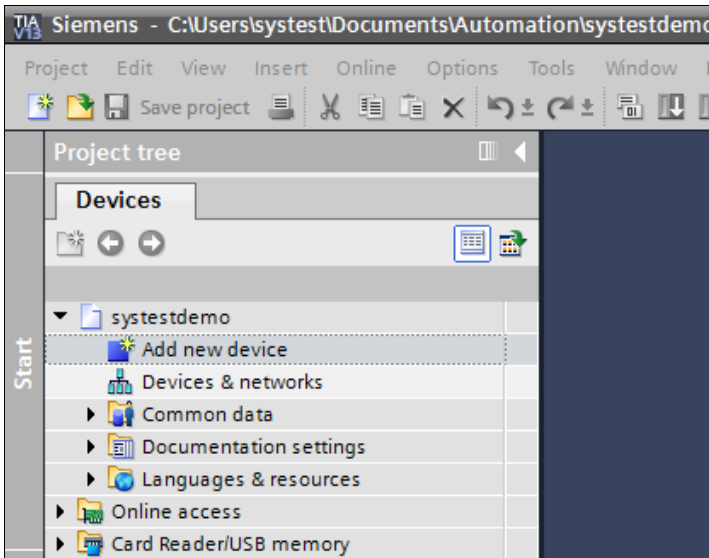 TIA V13 Siemens - C:\Users\systest\Documents\Automation\systestdemo
Project Edit View Insert Online Options Tools Window
Save project
Project tree
Devices
Start
systestdemo
Add new device
Devices & networks
Common data
Documentation settings
Languages & resources
Online access
Card Reader/USB memory